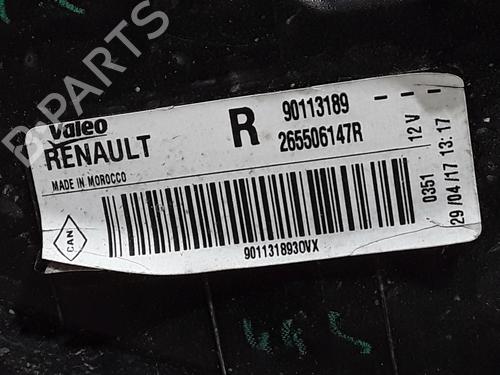 B-PARTS
Valeo
RENAULT
MADE IN MOROCCO
R
90113189 - - -
265506147R
12 V
0351
29/04/17 13:17
CAN
9011318930VX